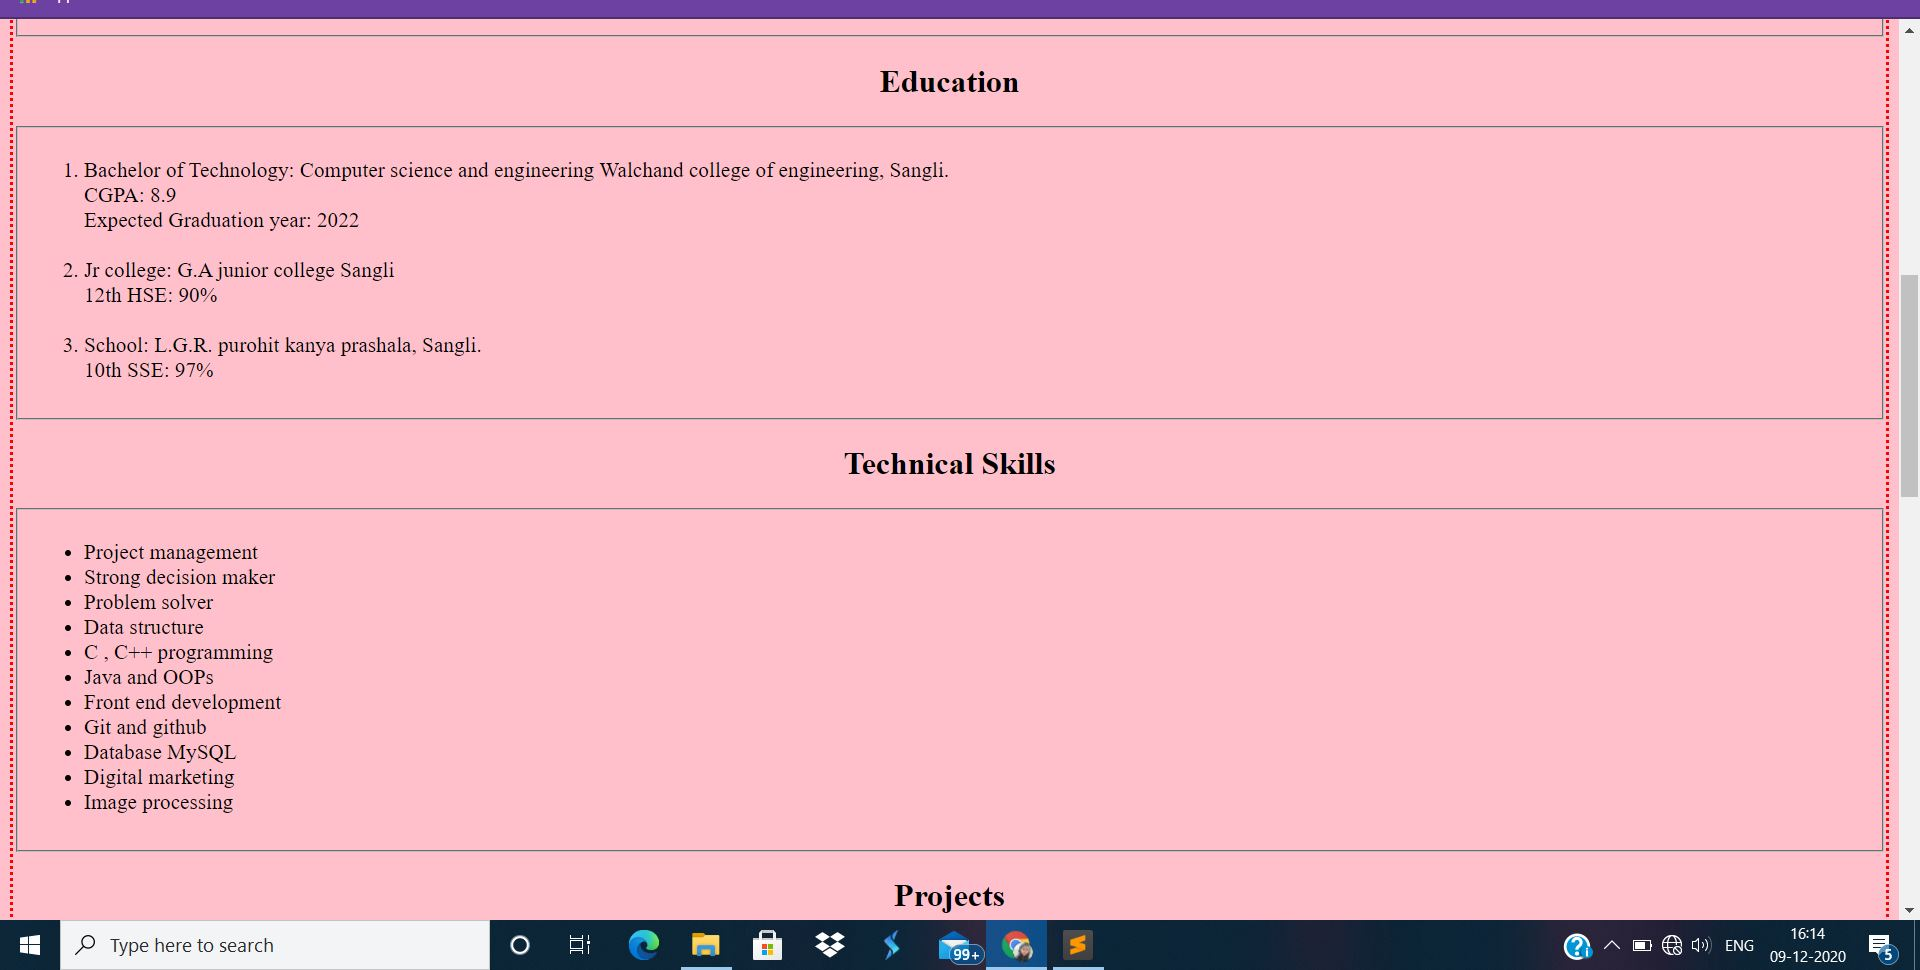 Education
1. Bachelor of Technology: Computer science and engineering Walchand college of engineering, Sangli.
CGPA: 8.9
Expected Graduation year: 2022
2. Jr college: G.A junior college Sangli
12th HSE: 90%
3. School: L.G.R. purohit kanya prashala, Sangli.
10th SSE: 97%
Technical Skills
• Project management
• Strong decision maker
• Problem solver
• Data structure
• C , C++ programming
• Java and OOPs
• Front end development
• Git and github
• Database MySQL
• Digital marketing
• Image processing
Projects
Type here to search
99+
ENG
16:14
09-12-2020
5